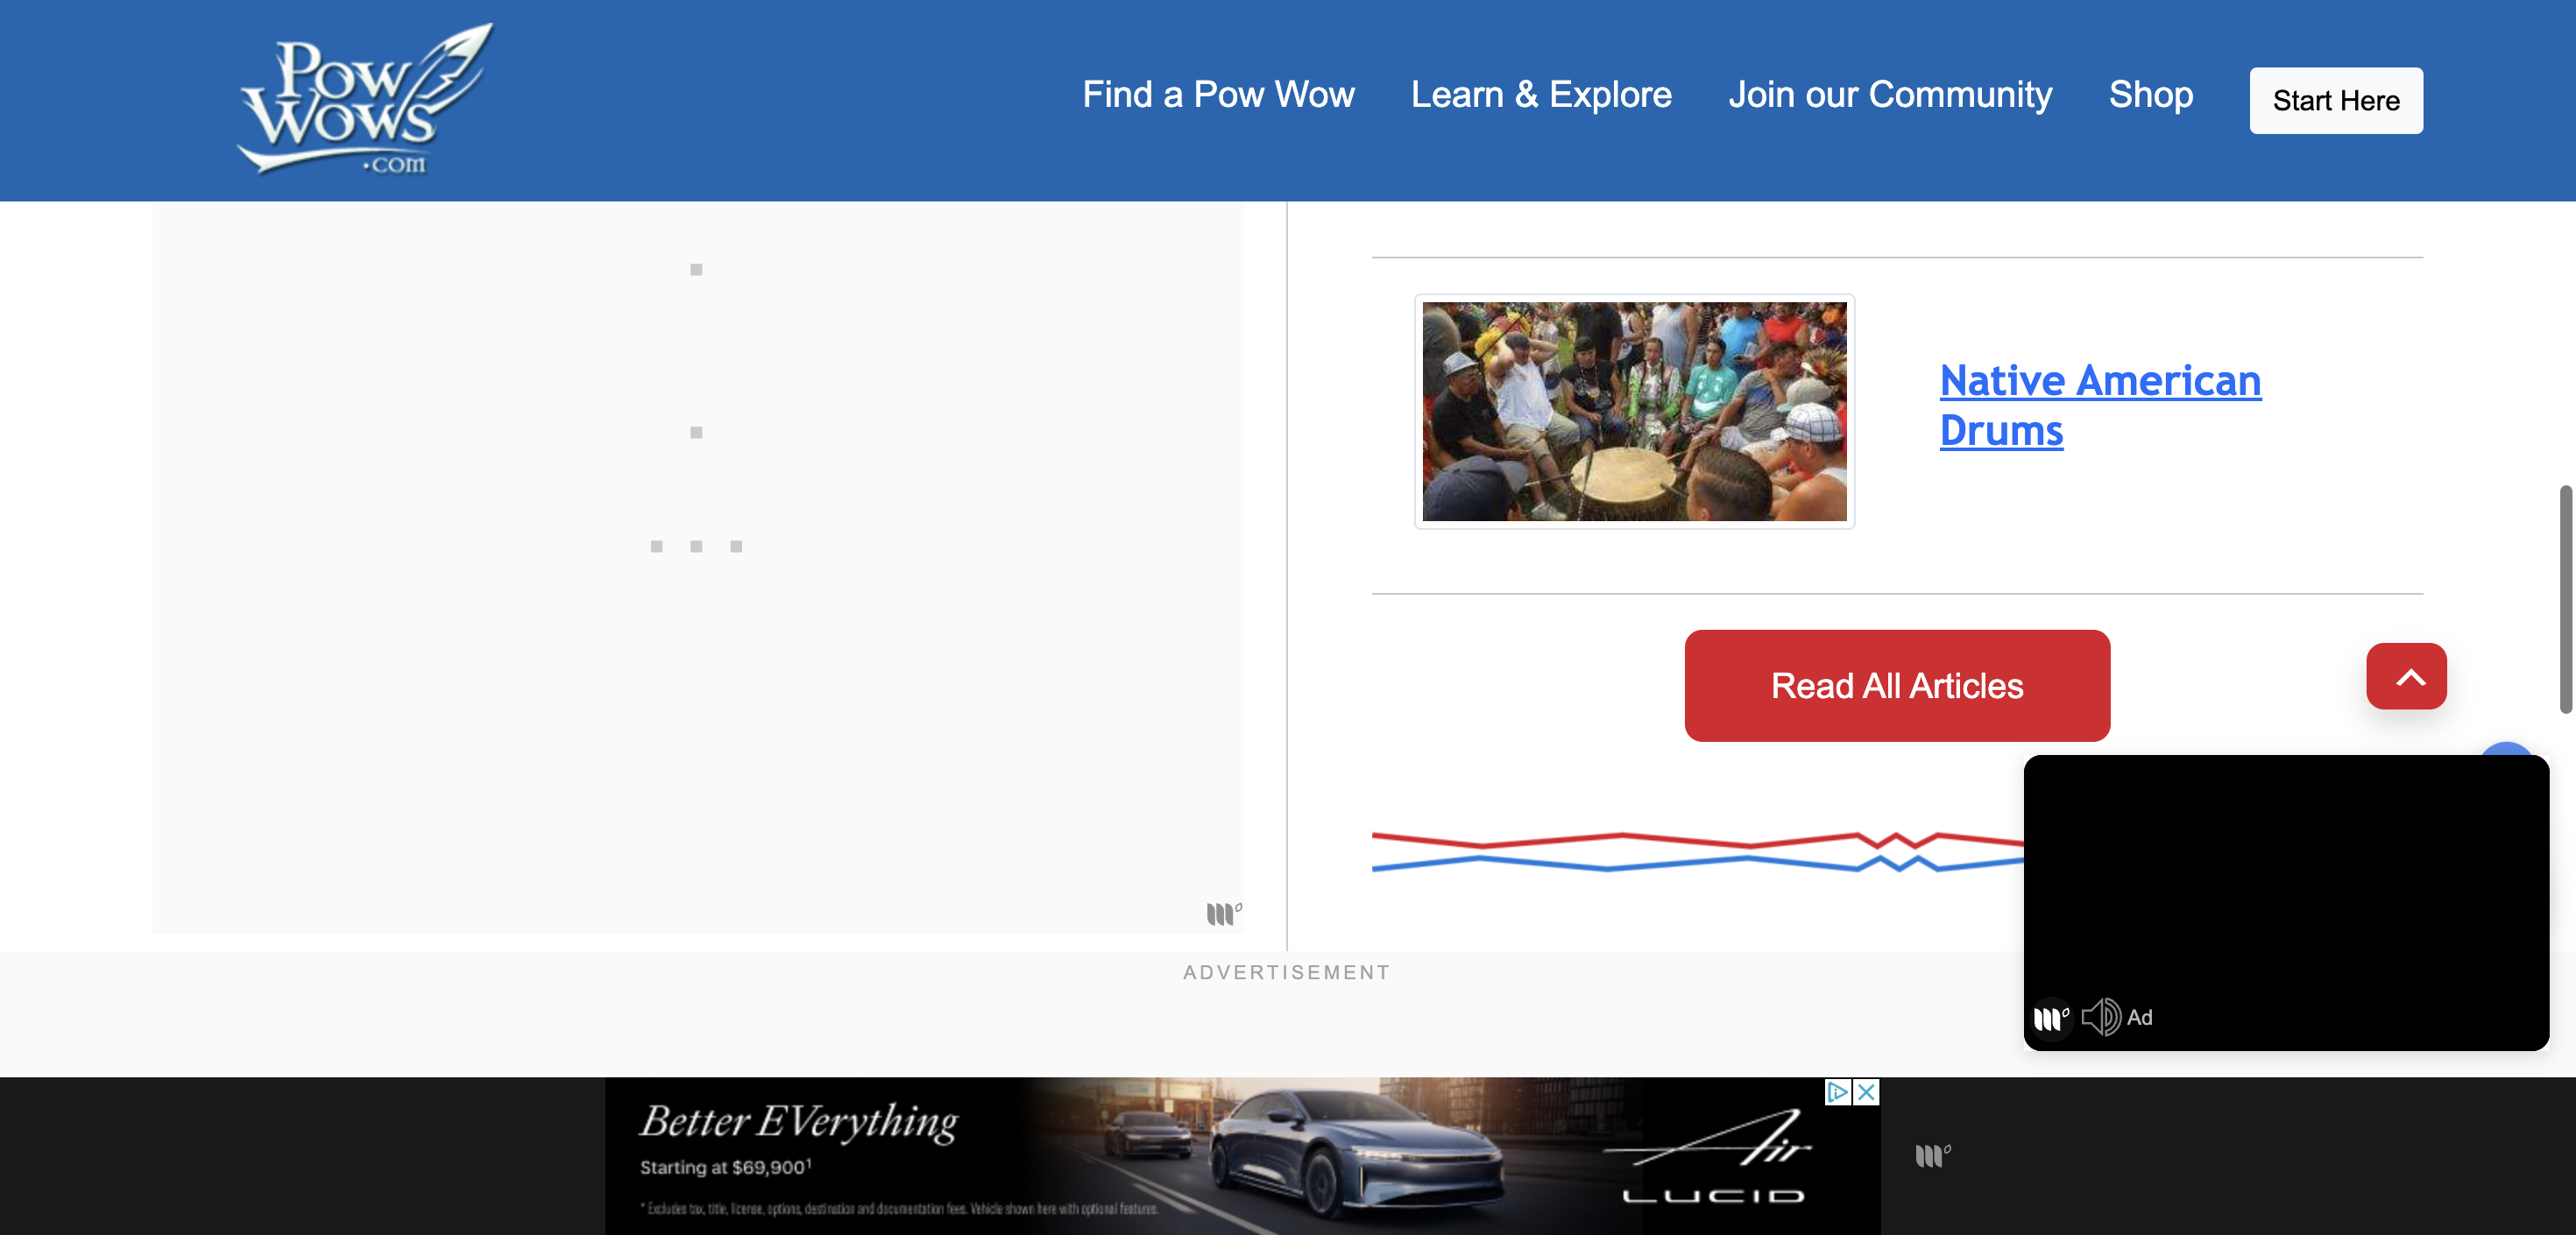 Pow
Wows
.com
Find a Pow Wow
Learn & Explore
Join our Community
Shop
Start Here
Native American
Drums
Read All Articles
ADVERTISEMENT
Ad
Better EVerything
Starting at $69,900¹
* Excludes tax, title, license, options, destination and documentation fees. Vehicle shown here with optional features.
Air
LUCID